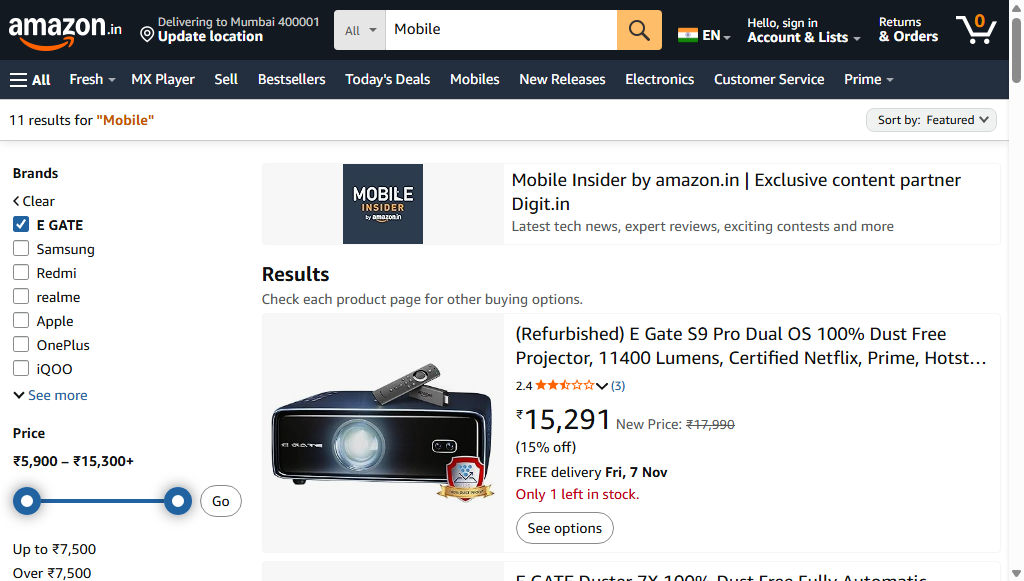 amazon.in
Delivering to Mumbai 400001
Update location
All
Mobile
EN
Hello, sign in
Account & Lists
Returns
& Orders
0
All
Fresh
MX Player
Sell
Bestsellers
Today's Deals
Mobiles
New Releases
Electronics
Customer Service
Prime
11 results for "Mobile"
Sort by: Featured
Brands
Clear
E GATE
Samsung
Redmi
realme
Apple
OnePlus
iQOO
See more
Price
₹5,900 – ₹15,300+
Go
Up to ₹7,500
Over ₹7,500
MOBILE
INSIDER
by amazon.in
Mobile Insider by amazon.in | Exclusive content partner
Digit.in
Latest tech news, expert reviews, exciting contests and more
Results
Check each product page for other buying options.
E GATE
(Refurbished) E Gate S9 Pro Dual OS 100% Dust Free
Projector, 11400 Lumens, Certified Netflix, Prime, Hotst…
2.4 (3)
₹15,291 New Price: ₹17,990
(15% off)
FREE delivery Fri, 7 Nov
Only 1 left in stock.
See options
E GATE Duster 7X 100% Dust Free Fully Automatic